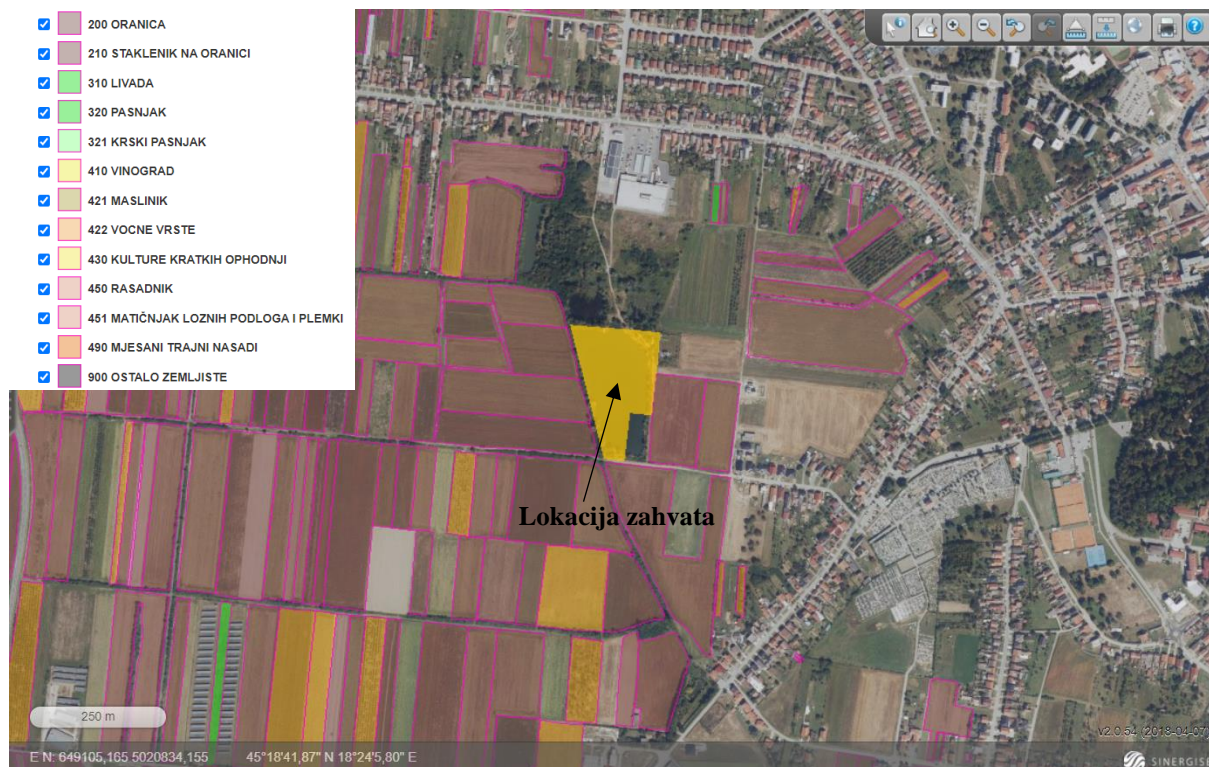 200 ORANICA
210 STAKLENIK NA ORANICI
310 LIVADA
320 PASNJAK
321 KRSKI PASNJAK
410 VINOGRAD
421 MASLINIK
422 VOCNE VRSTE
430 KULTURE KRATKIH OPHODNJI
450 RASADNIK
451 MATIČNJAK LOZNIH PODLOGA I PLEMKI
490 MJESANI TRAJNI NASADI
900 OSTALO ZEMLJISTE
Lokacija zahvata
250 m
v2.0.54 (2018-04-07)
E N: 649105,165 5020834,155 45°18'41,87" N 18°24'5,80" E
SINERGISE